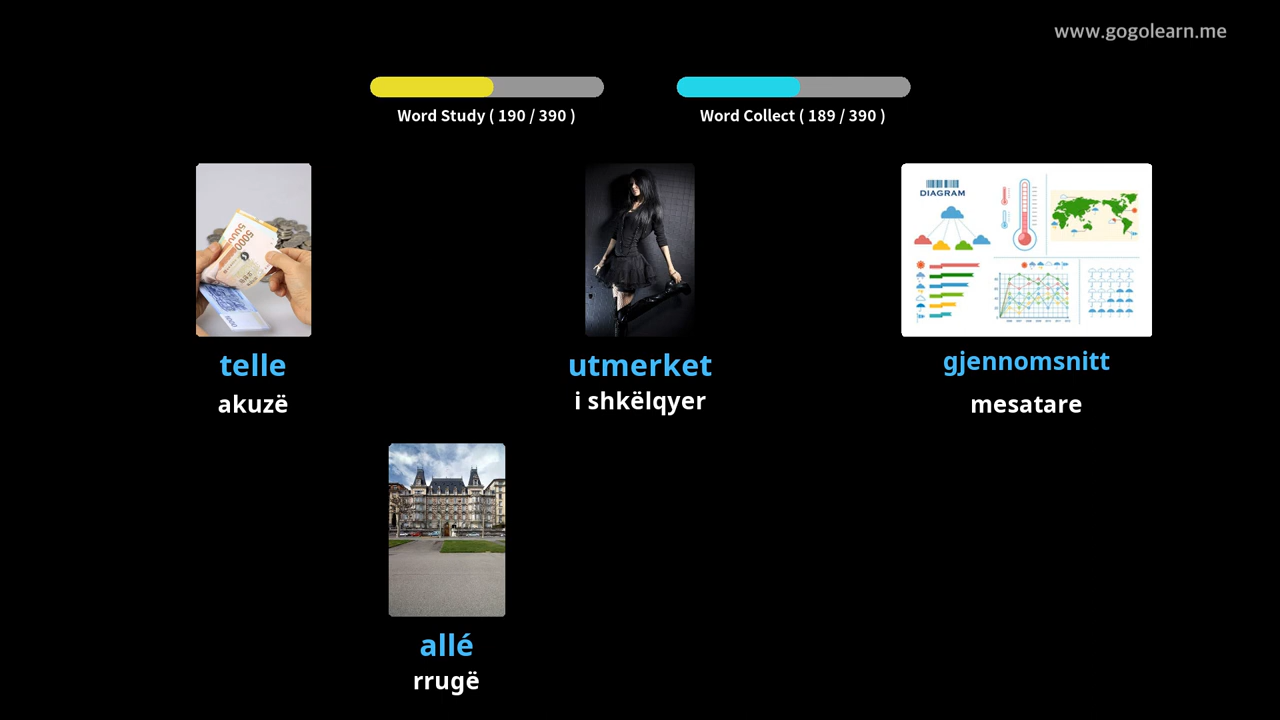 www.gogolearn.me
Word Study ( 190 / 390 )
Word Collect ( 189 / 390 )
5000
DIAGRAM
telle
akuzë
utmerket
i shkëlqyer
gjennomsnitt
mesatare
allé
rrugë